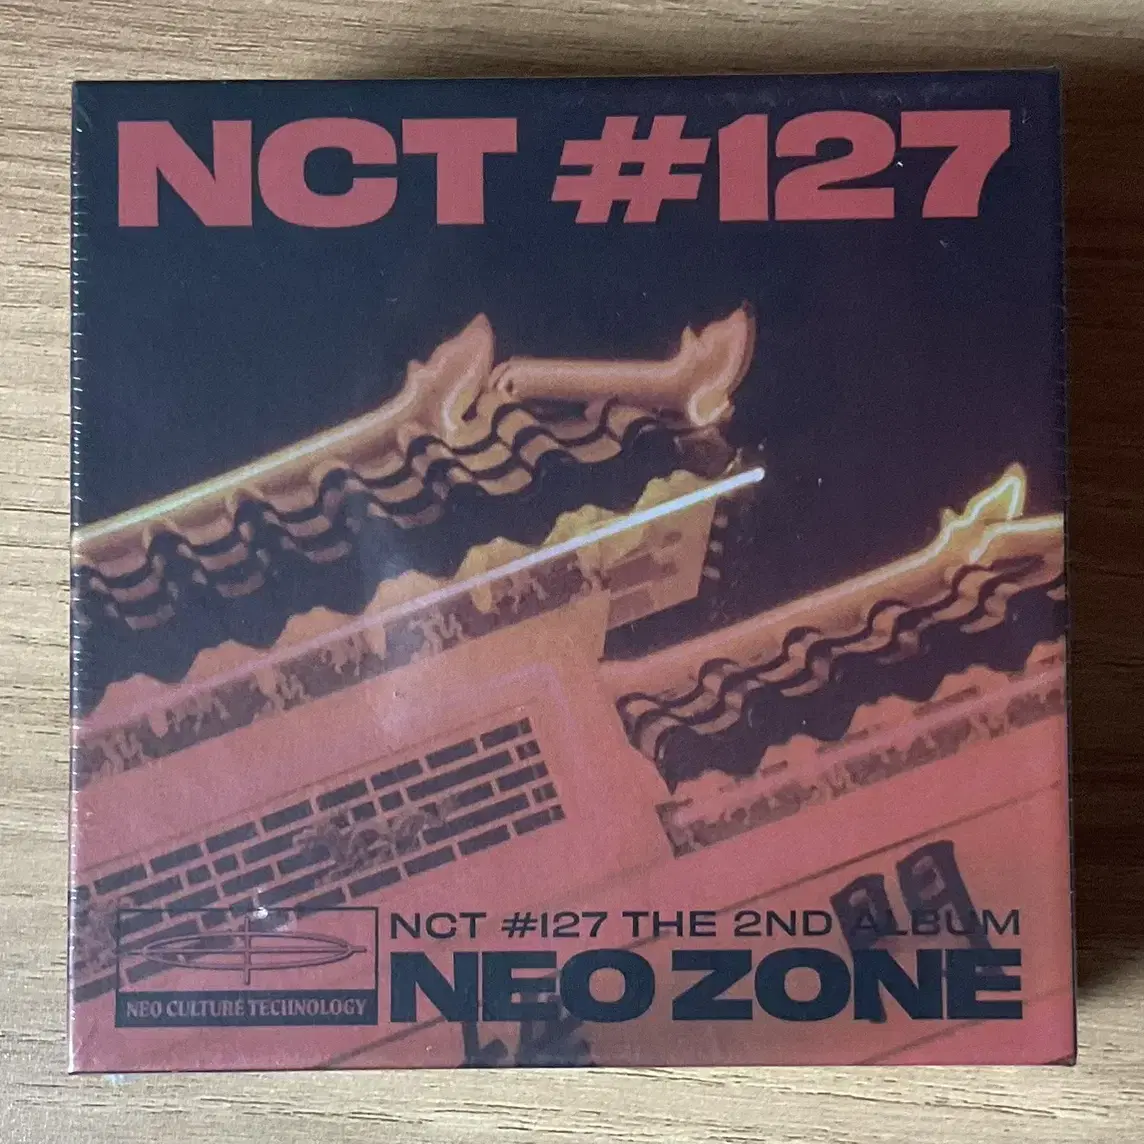 NCT #127
NCT #127 THE 2ND ALBUM
NEO ZONE
NEO CULTURE TECHNOLOGY